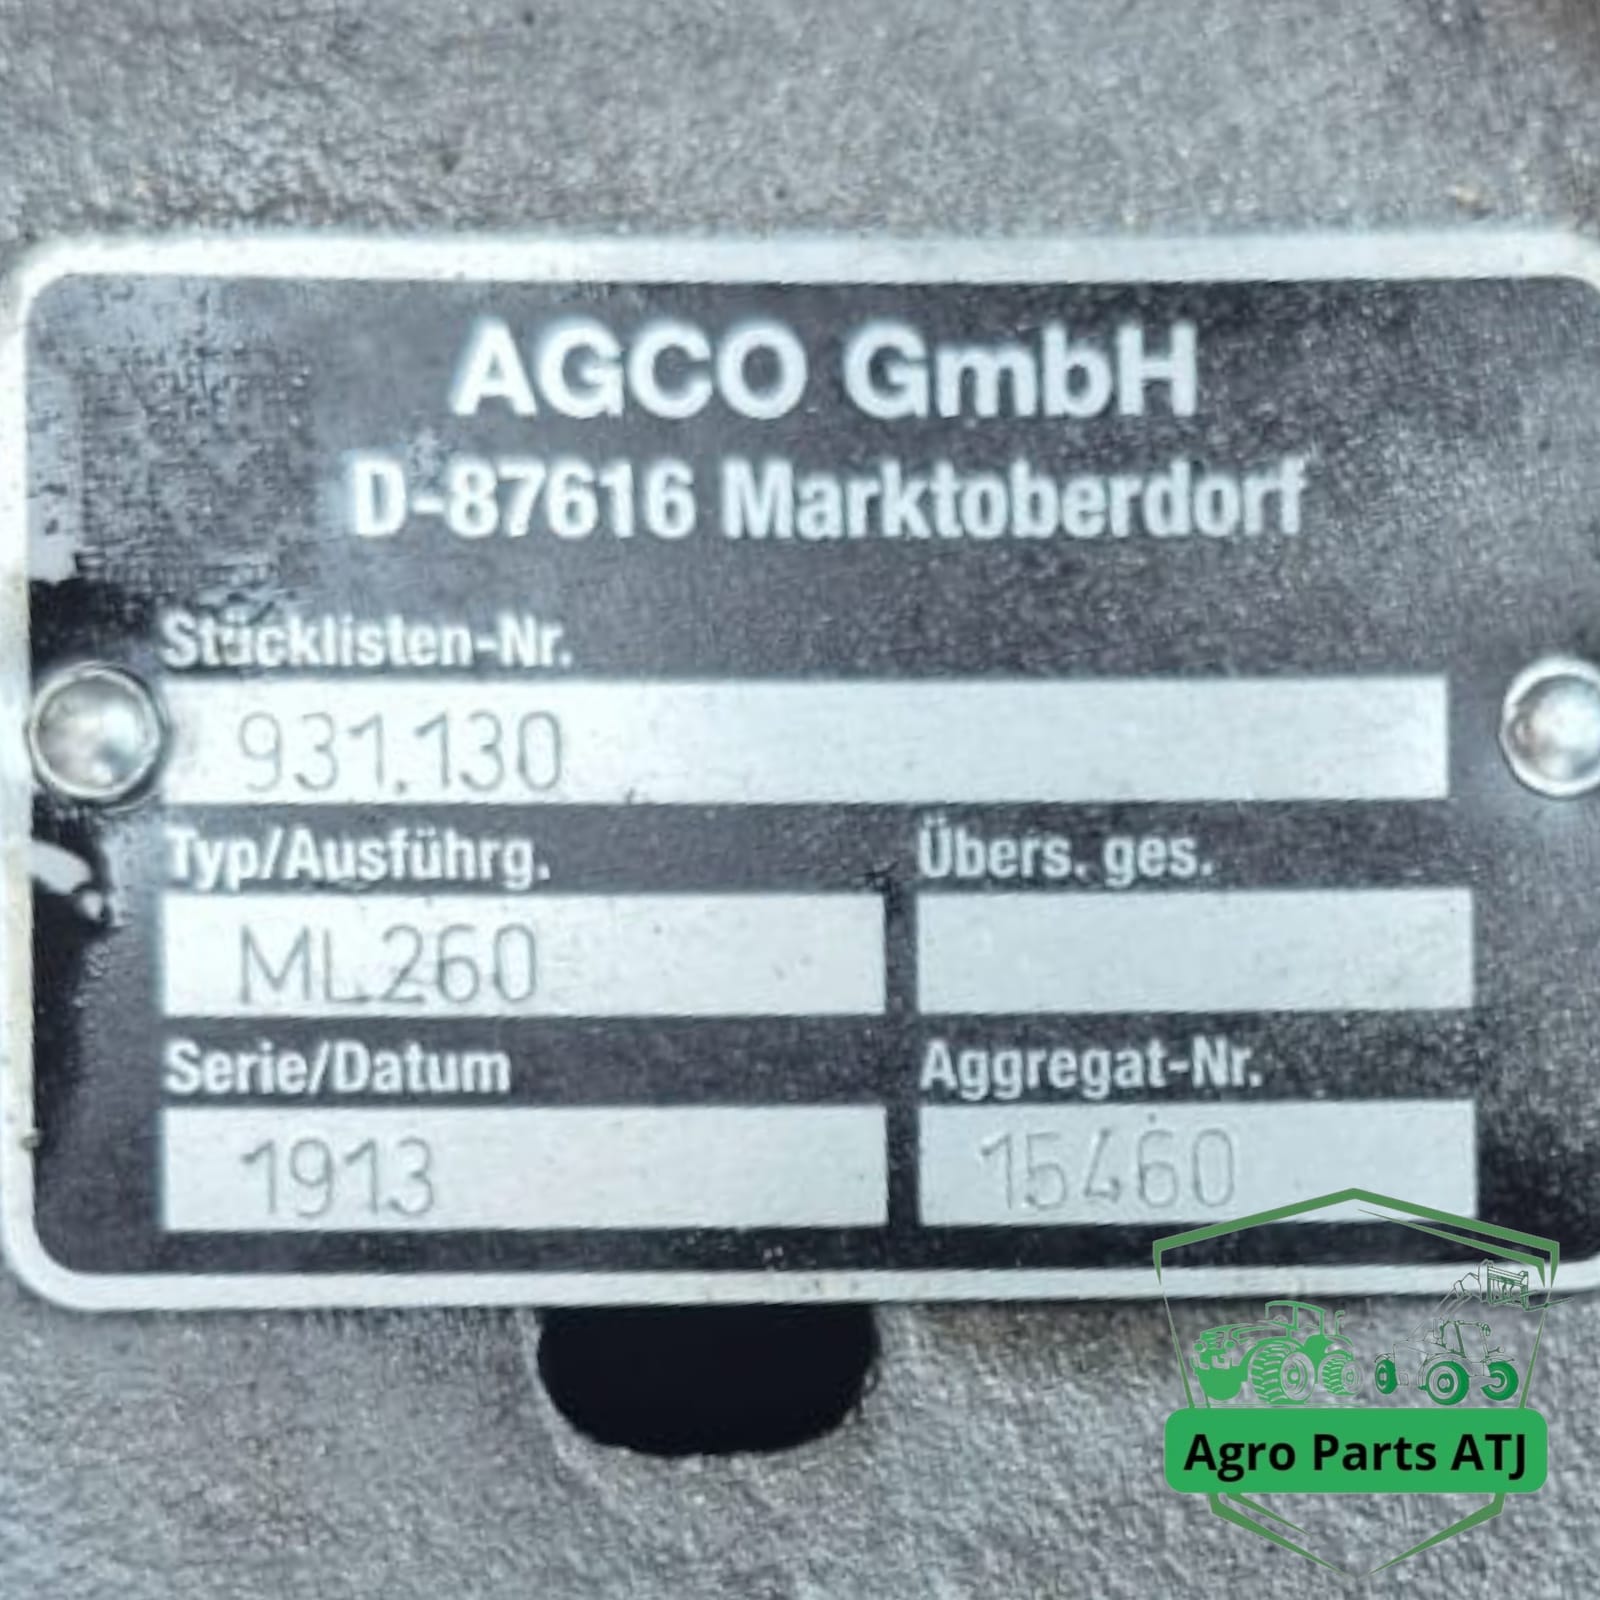 AGCO GmbH
D-87616 Marktoberdorf
Stücklisten-Nr.
931.130
Typ/Ausführg.
Übers. ges.
ML260
Serie/Datum
Aggregat-Nr.
1913
15460
Agro Parts ATJ